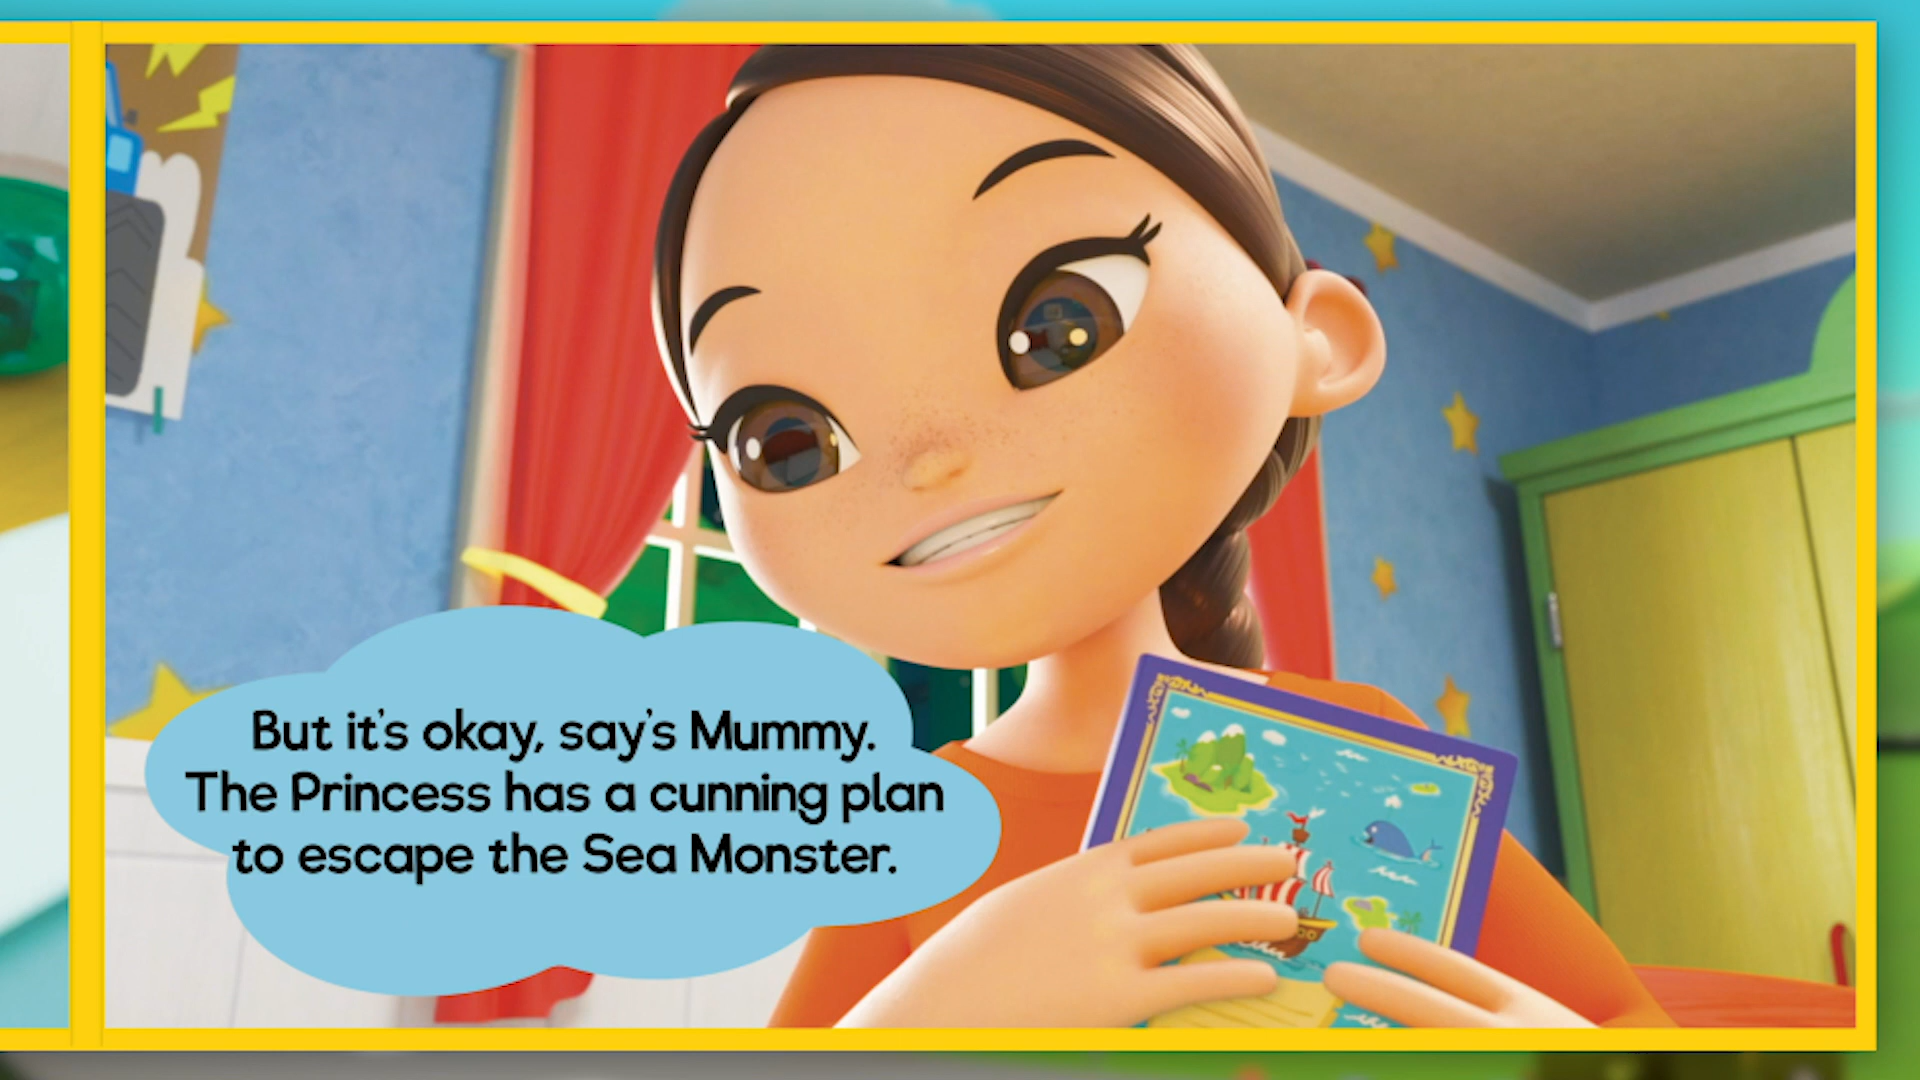 But it's okay, say's Mummy.
The Princess has a cunning plan
to escape the Sea Monster.